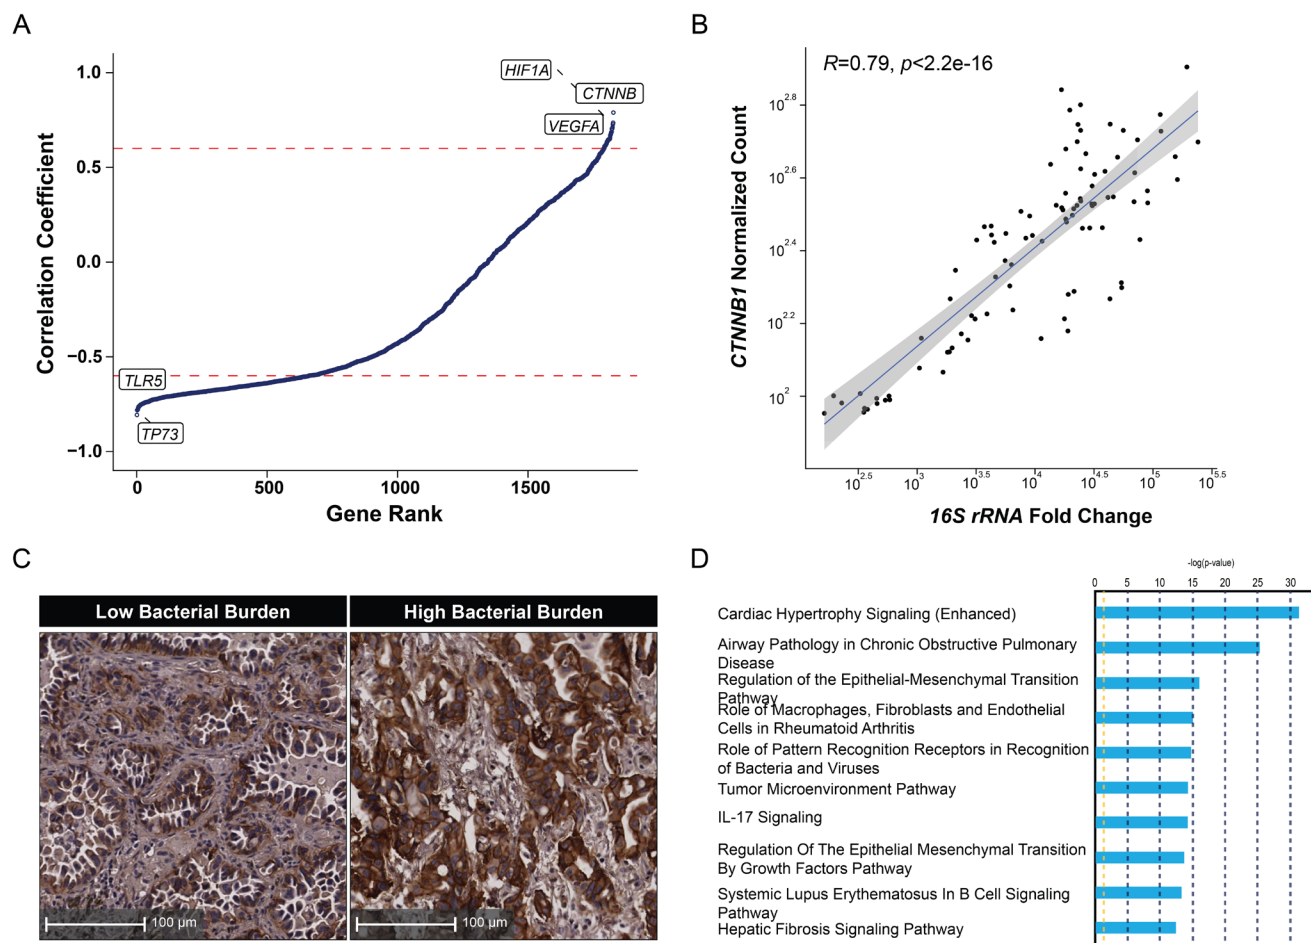 A
Correlation Coefficient
1.0
0.5
0.0
−0.5
−1.0
HIF1A
CTNNB
VEGFA
TLR5
TP73
0
500
1000
1500
Gene Rank
B
R=0.79, p<2.2e-16
CTNNB1 Normalized Count
10^2.8
10^2.6
10^2.4
10^2.2
10^2
10^2.5
10^3
10^3.5
10^4
10^4.5
10^5
10^5.5
16S rRNA Fold Change
C
Low Bacterial Burden
High Bacterial Burden
100 µm
100 µm
D
-log(p-value)
0 5 10 15 20 25 30
Cardiac Hypertrophy Signaling (Enhanced)
Airway Pathology in Chronic Obstructive Pulmonary
Disease
Regulation of the Epithelial-Mesenchymal Transition
Pathway
Role of Macrophages, Fibroblasts and Endothelial
Cells in Rheumatoid Arthritis
Role of Pattern Recognition Receptors in Recognition
of Bacteria and Viruses
Tumor Microenvironment Pathway
IL-17 Signaling
Regulation Of The Epithelial Mesenchymal Transition
By Growth Factors Pathway
Systemic Lupus Erythematosus In B Cell Signaling
Pathway
Hepatic Fibrosis Signaling Pathway